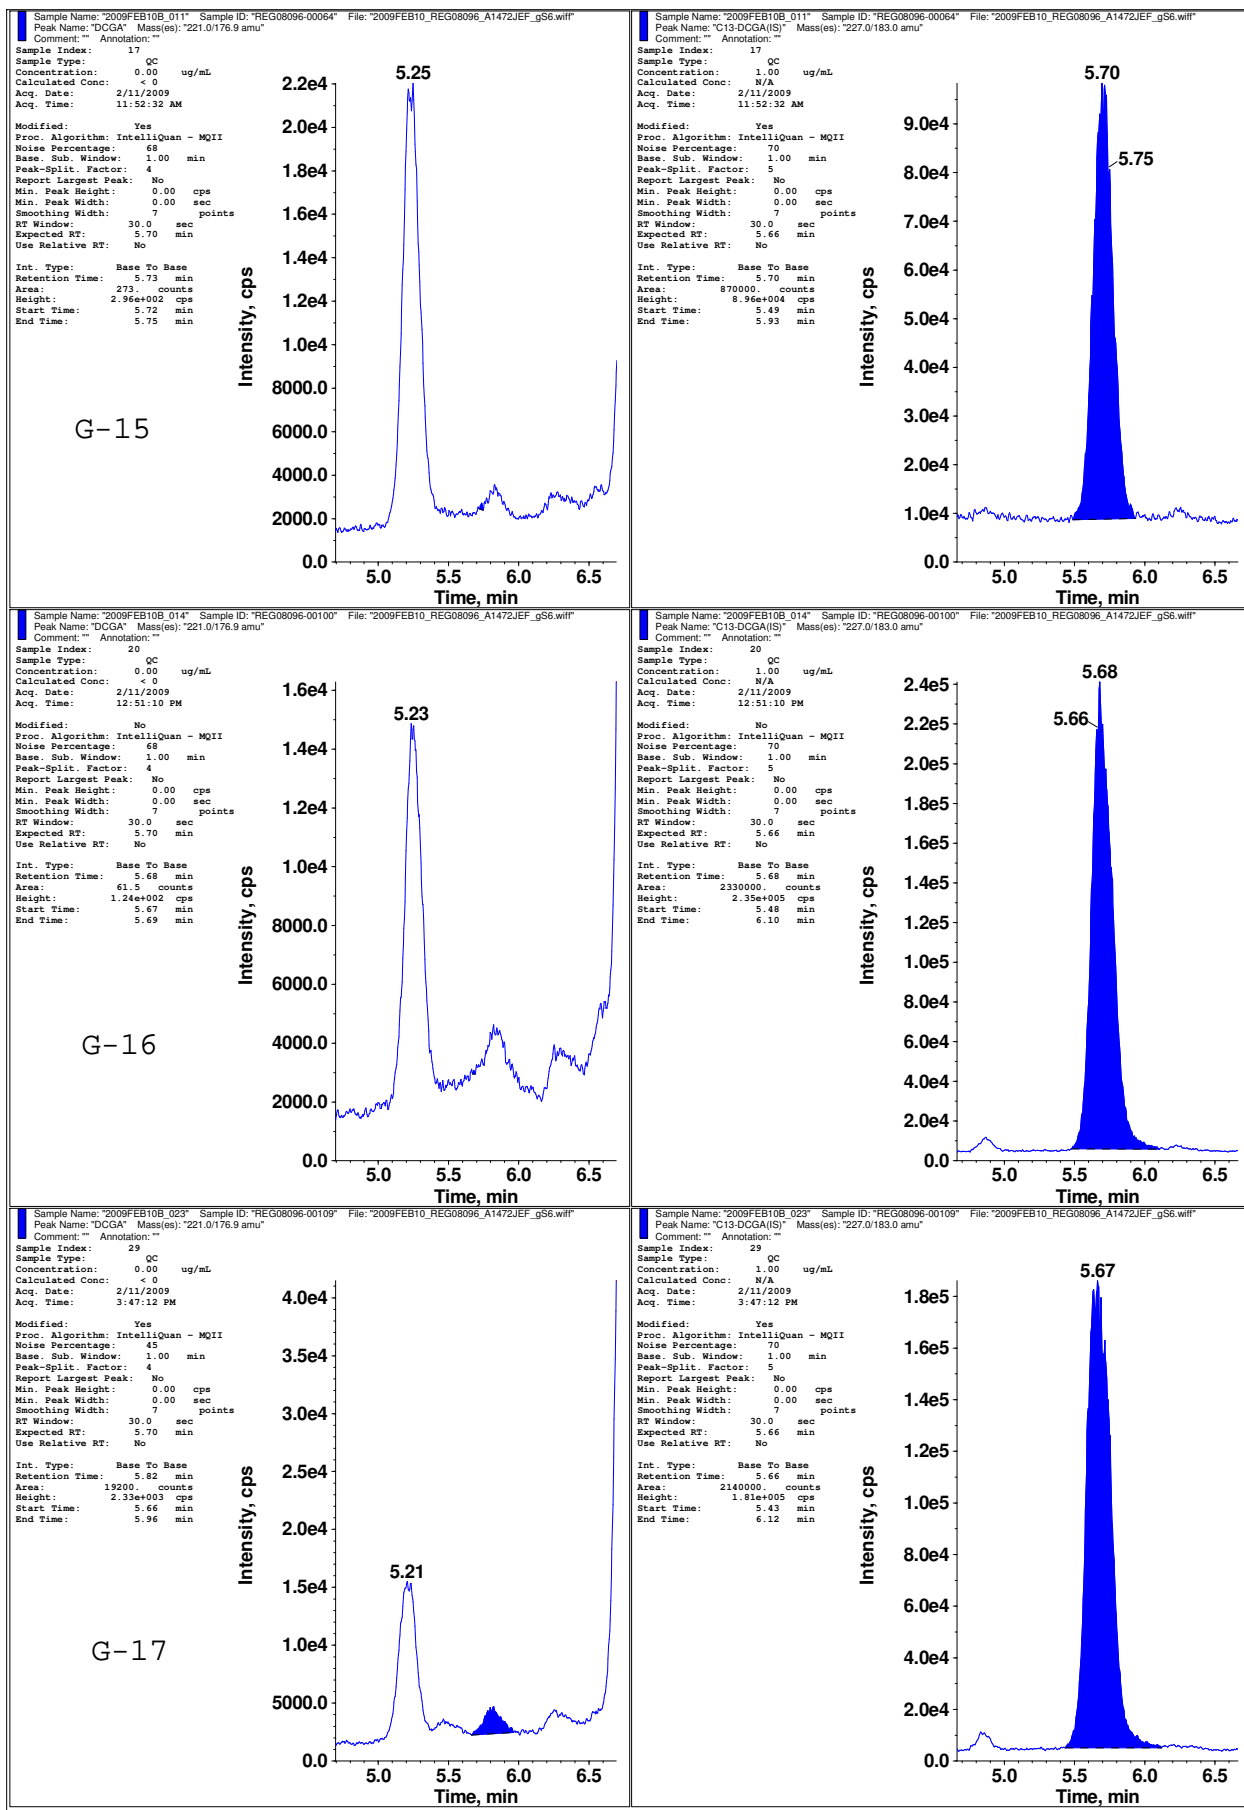 Sample Name: "2009FEB10B_011" Sample ID: "REG08096-00064" File: "2009FEB10_REG08096_A1472JEF_gS6.wiff"
Peak Name: "DCGA" Mass(es): "221.0/176.9 amu"
Comment: "" Annotation: ""
Sample Index: 17
Sample Type: QC
Concentration: 0.00 ug/mL
Calculated Conc: < 0
Acq. Date: 2/11/2009
Acq. Time: 11:52:32 AM
Modified: Yes
Proc. Algorithm: IntelliQuan - MQII
Noise Percentage: 68
Base. Sub. Window: 1.00 min
Peak-Split. Factor: 4
Report Largest Peak: No
Min. Peak Height: 0.00 cps
Min. Peak Width: 0.00 sec
Smoothing Width: 7 points
RT Window: 30.0 sec
Expected RT: 5.70 min
Use Relative RT: No
Int. Type: Base To Base
Retention Time: 5.73 min
Area: 273. counts
Height: 2.96e+002 cps
Start Time: 5.72 min
End Time: 5.75 min
G-15
Intensity, cps
5.25
2.2e4
2.0e4
1.8e4
1.6e4
1.4e4
1.2e4
1.0e4
8000.0
6000.0
4000.0
2000.0
0.0
5.0 5.5 6.0 6.5
Time, min
Sample Name: "2009FEB10B_011" Sample ID: "REG08096-00064" File: "2009FEB10_REG08096_A1472JEF_gS6.wiff"
Peak Name: "C13-DCGA(IS)" Mass(es): "227.0/183.0 amu"
Comment: "" Annotation: ""
Sample Index: 17
Sample Type: QC
Concentration: 1.00 ug/mL
Calculated Conc: N/A
Acq. Date: 2/11/2009
Acq. Time: 11:52:32 AM
Modified: Yes
Proc. Algorithm: IntelliQuan - MQII
Noise Percentage: 70
Base. Sub. Window: 1.00 min
Peak-Split. Factor: 5
Report Largest Peak: No
Min. Peak Height: 0.00 cps
Min. Peak Width: 0.00 sec
Smoothing Width: 7 points
RT Window: 30.0 sec
Expected RT: 5.66 min
Use Relative RT: No
Int. Type: Base To Base
Retention Time: 5.70 min
Area: 870000. counts
Height: 8.96e+004 cps
Start Time: 5.49 min
End Time: 5.93 min
Intensity, cps
5.70
5.75
9.0e4
8.0e4
7.0e4
6.0e4
5.0e4
4.0e4
3.0e4
2.0e4
1.0e4
0.0
5.0 5.5 6.0 6.5
Time, min
Sample Name: "2009FEB10B_014" Sample ID: "REG08096-00100" File: "2009FEB10_REG08096_A1472JEF_gS6.wiff"
Peak Name: "DCGA" Mass(es): "221.0/176.9 amu"
Comment: "" Annotation: ""
Sample Index: 20
Sample Type: QC
Concentration: 0.00 ug/mL
Calculated Conc: < 0
Acq. Date: 2/11/2009
Acq. Time: 12:51:10 PM
Modified: No
Proc. Algorithm: IntelliQuan - MQII
Noise Percentage: 68
Base. Sub. Window: 1.00 min
Peak-Split. Factor: 4
Report Largest Peak: No
Min. Peak Height: 0.00 cps
Min. Peak Width: 0.00 sec
Smoothing Width: 7 points
RT Window: 30.0 sec
Expected RT: 5.70 min
Use Relative RT: No
Int. Type: Base To Base
Retention Time: 5.68 min
Area: 61.5 counts
Height: 1.24e+002 cps
Start Time: 5.67 min
End Time: 5.69 min
G-16
Intensity, cps
5.23
1.6e4
1.4e4
1.2e4
1.0e4
8000.0
6000.0
4000.0
2000.0
0.0
5.0 5.5 6.0 6.5
Time, min
Sample Name: "2009FEB10B_014" Sample ID: "REG08096-00100" File: "2009FEB10_REG08096_A1472JEF_gS6.wiff"
Peak Name: "C13-DCGA(IS)" Mass(es): "227.0/183.0 amu"
Comment: "" Annotation: ""
Sample Index: 20
Sample Type: QC
Concentration: 1.00 ug/mL
Calculated Conc: N/A
Acq. Date: 2/11/2009
Acq. Time: 12:51:10 PM
Modified: No
Proc. Algorithm: IntelliQuan - MQII
Noise Percentage: 70
Base. Sub. Window: 1.00 min
Peak-Split. Factor: 5
Report Largest Peak: No
Min. Peak Height: 0.00 cps
Min. Peak Width: 0.00 sec
Smoothing Width: 7 points
RT Window: 30.0 sec
Expected RT: 5.66 min
Use Relative RT: No
Int. Type: Base To Base
Retention Time: 5.68 min
Area: 2330000. counts
Height: 2.35e+005 cps
Start Time: 5.48 min
End Time: 6.10 min
Intensity, cps
5.68
5.66
2.4e5
2.2e5
2.0e5
1.8e5
1.6e5
1.4e5
1.2e5
1.0e5
8.0e4
6.0e4
4.0e4
2.0e4
0.0
5.0 5.5 6.0 6.5
Time, min
Sample Name: "2009FEB10B_023" Sample ID: "REG08096-00109" File: "2009FEB10_REG08096_A1472JEF_gS6.wiff"
Peak Name: "DCGA" Mass(es): "221.0/176.9 amu"
Comment: "" Annotation: ""
Sample Index: 29
Sample Type: QC
Concentration: 0.00 ug/mL
Calculated Conc: < 0
Acq. Date: 2/11/2009
Acq. Time: 3:47:12 PM
Modified: Yes
Proc. Algorithm: IntelliQuan - MQII
Noise Percentage: 45
Base. Sub. Window: 1.00 min
Peak-Split. Factor: 4
Report Largest Peak: No
Min. Peak Height: 0.00 cps
Min. Peak Width: 0.00 sec
Smoothing Width: 7 points
RT Window: 30.0 sec
Expected RT: 5.70 min
Use Relative RT: No
Int. Type: Base To Base
Retention Time: 5.82 min
Area: 19200. counts
Height: 2.33e+003 cps
Start Time: 5.66 min
End Time: 5.96 min
G-17
Intensity, cps
5.21
4.0e4
3.5e4
3.0e4
2.5e4
2.0e4
1.5e4
1.0e4
5000.0
0.0
5.0 5.5 6.0 6.5
Time, min
Sample Name: "2009FEB10B_023" Sample ID: "REG08096-00109" File: "2009FEB10_REG08096_A1472JEF_gS6.wiff"
Peak Name: "C13-DCGA(IS)" Mass(es): "227.0/183.0 amu"
Comment: "" Annotation: ""
Sample Index: 29
Sample Type: QC
Concentration: 1.00 ug/mL
Calculated Conc: N/A
Acq. Date: 2/11/2009
Acq. Time: 3:47:12 PM
Modified: Yes
Proc. Algorithm: IntelliQuan - MQII
Noise Percentage: 70
Base. Sub. Window: 1.00 min
Peak-Split. Factor: 5
Report Largest Peak: No
Min. Peak Height: 0.00 cps
Min. Peak Width: 0.00 sec
Smoothing Width: 7 points
RT Window: 30.0 sec
Expected RT: 5.66 min
Use Relative RT: No
Int. Type: Base To Base
Retention Time: 5.66 min
Area: 2140000. counts
Height: 1.81e+005 cps
Start Time: 5.43 min
End Time: 6.12 min
Intensity, cps
5.67
1.8e5
1.6e5
1.4e5
1.2e5
1.0e5
8.0e4
6.0e4
4.0e4
2.0e4
0.0
5.0 5.5 6.0 6.5
Time, min